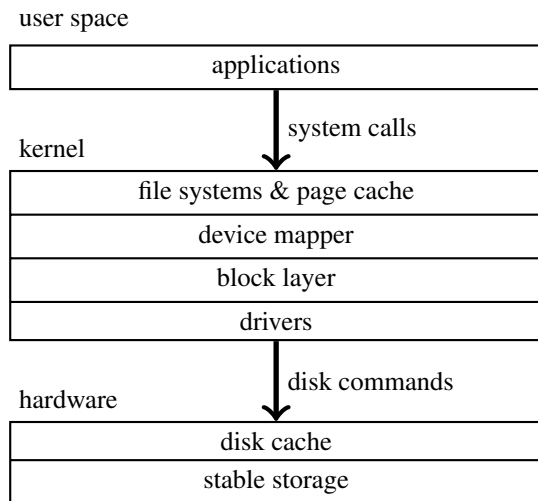 user space
applications
system calls
kernel
file systems & page cache
device mapper
block layer
drivers
disk commands
hardware
disk cache
stable storage